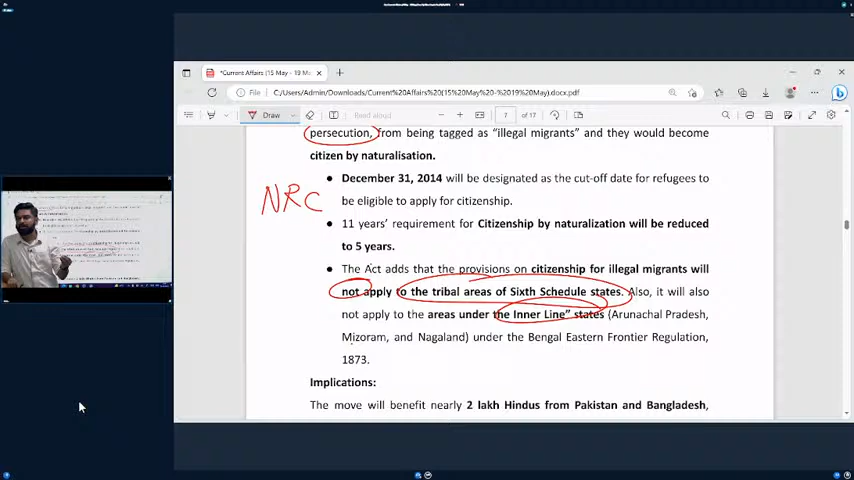 *Current Affairs (15 May - 19 M
File
C:/Users/Admin/Downloads/Current%20Affairs%20(15%20May%20-%2019%20May).docx.pdf
Draw
Read aloud
7
of 17
persecution, from being tagged as "illegal migrants" and they would become
citizen by naturalisation.
● December 31, 2014 will be designated as the cut-off date for refugees to
be eligible to apply for citizenship.
NRC
● 11 years' requirement for Citizenship by naturalization will be reduced
to 5 years.
● The Act adds that the provisions on citizenship for illegal migrants will
not apply to the tribal areas of Sixth Schedule states. Also, it will also
not apply to the areas under the Inner Line" states (Arunachal Pradesh,
Mizoram, and Nagaland) under the Bengal Eastern Frontier Regulation,
1873.
Implications:
The move will benefit nearly 2 lakh Hindus from Pakistan and Bangladesh,